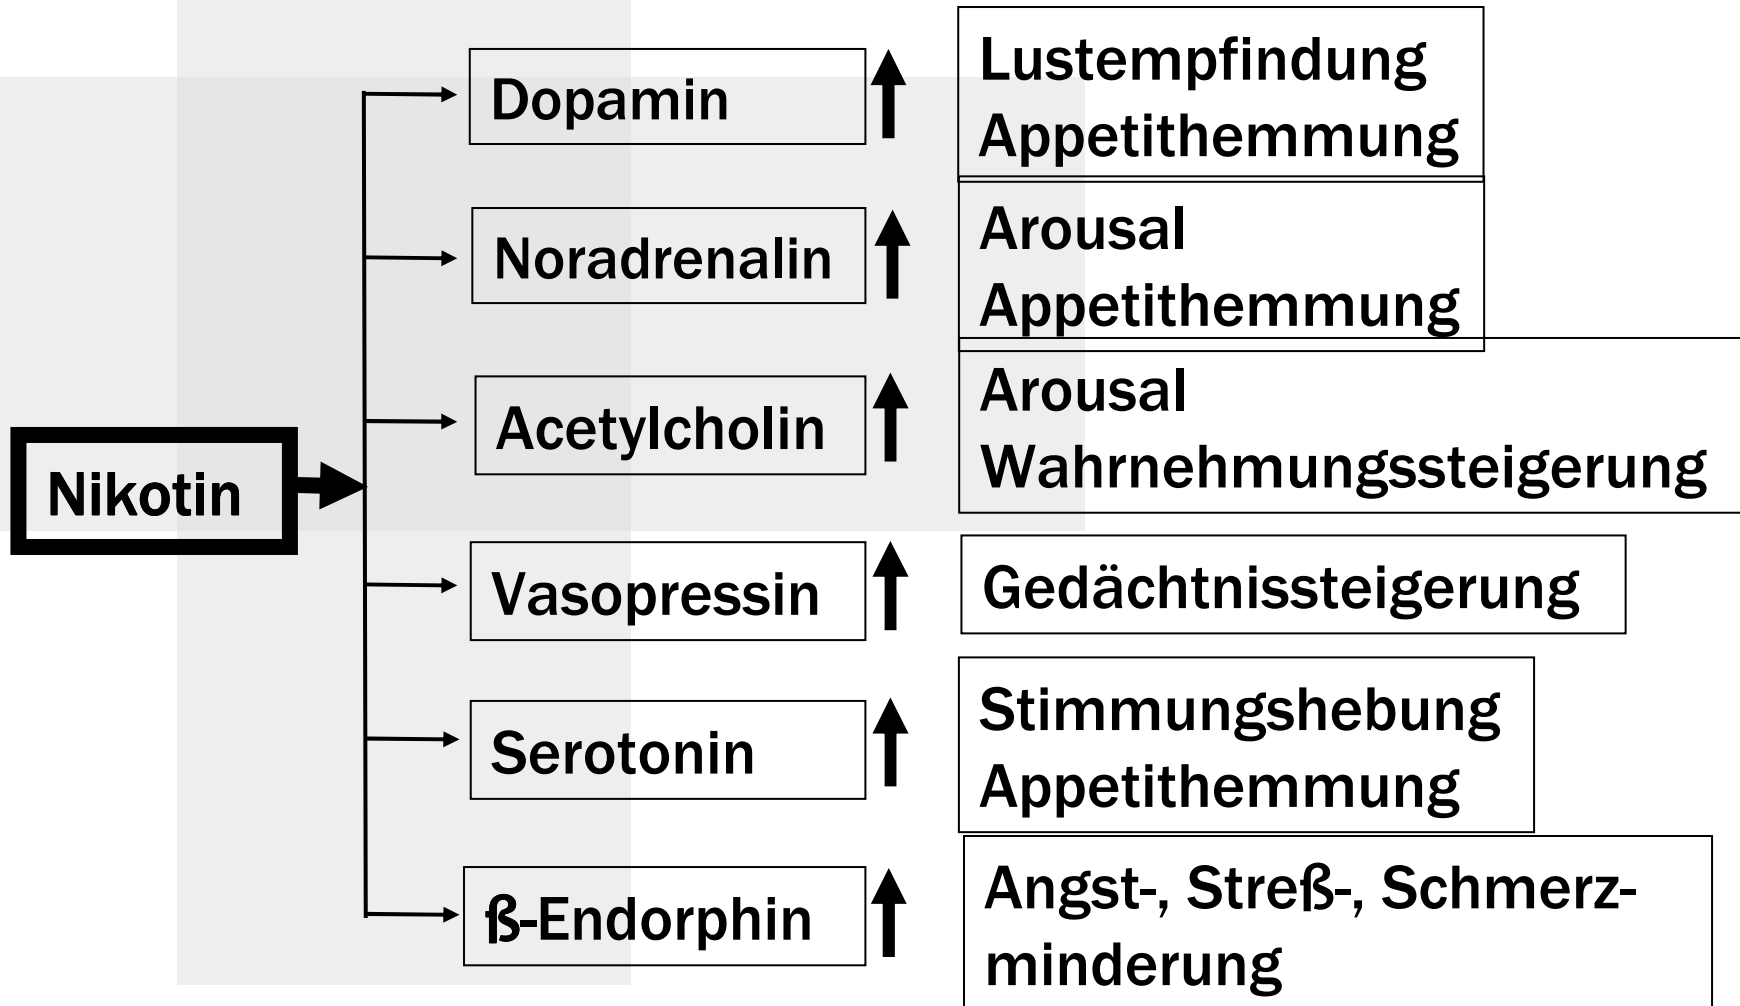 Lustempfindung
Dopamin
Appetithemmung
Arousal
Noradrenalin
Appetithemmung
Arousal
Acetylcholin
Wahrnehmungssteigerung
Nikotin
Vasopressin
Gedächtnissteigerung
Stimmungshebung
Serotonin
Appetithemmung
Angst-, Streß-, Schmerz-
ß-Endorphin
minderung